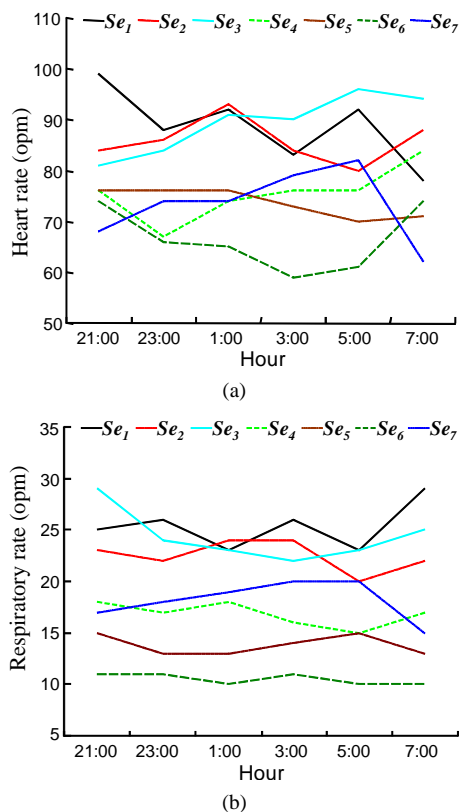 Se1 Se2 Se3 Se4 Se5 Se6 Se7
110
100
90
80
70
60
50
Heart rate (opm)
21:00 23:00 1:00 3:00 5:00 7:00
Hour
(a)
35
Se1 Se2 Se3 Se4 Se5 Se6 Se7
30
25
20
15
10
5
Respiratory rate (opm)
21:00 23:00 1:00 3:00 5:00 7:00
Hour
(b)